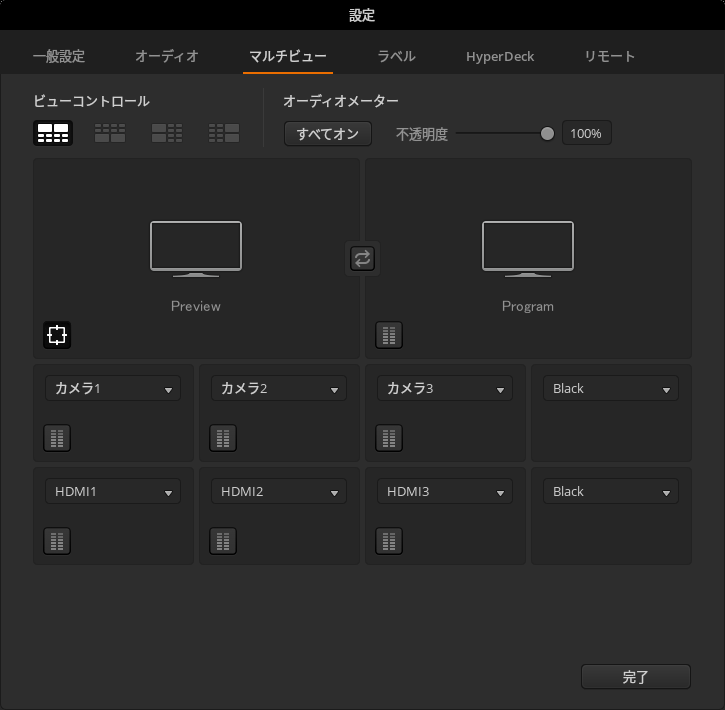 設定
一般設定 オーディオ マルチビュー ラベル HyperDeck リモート
ビューコントロール オーディオメーター
すべてオン 不透明度 100%
Preview Program
カメラ1 カメラ2 カメラ3 Black
HDMI1 HDMI2 HDMI3 Black
完了